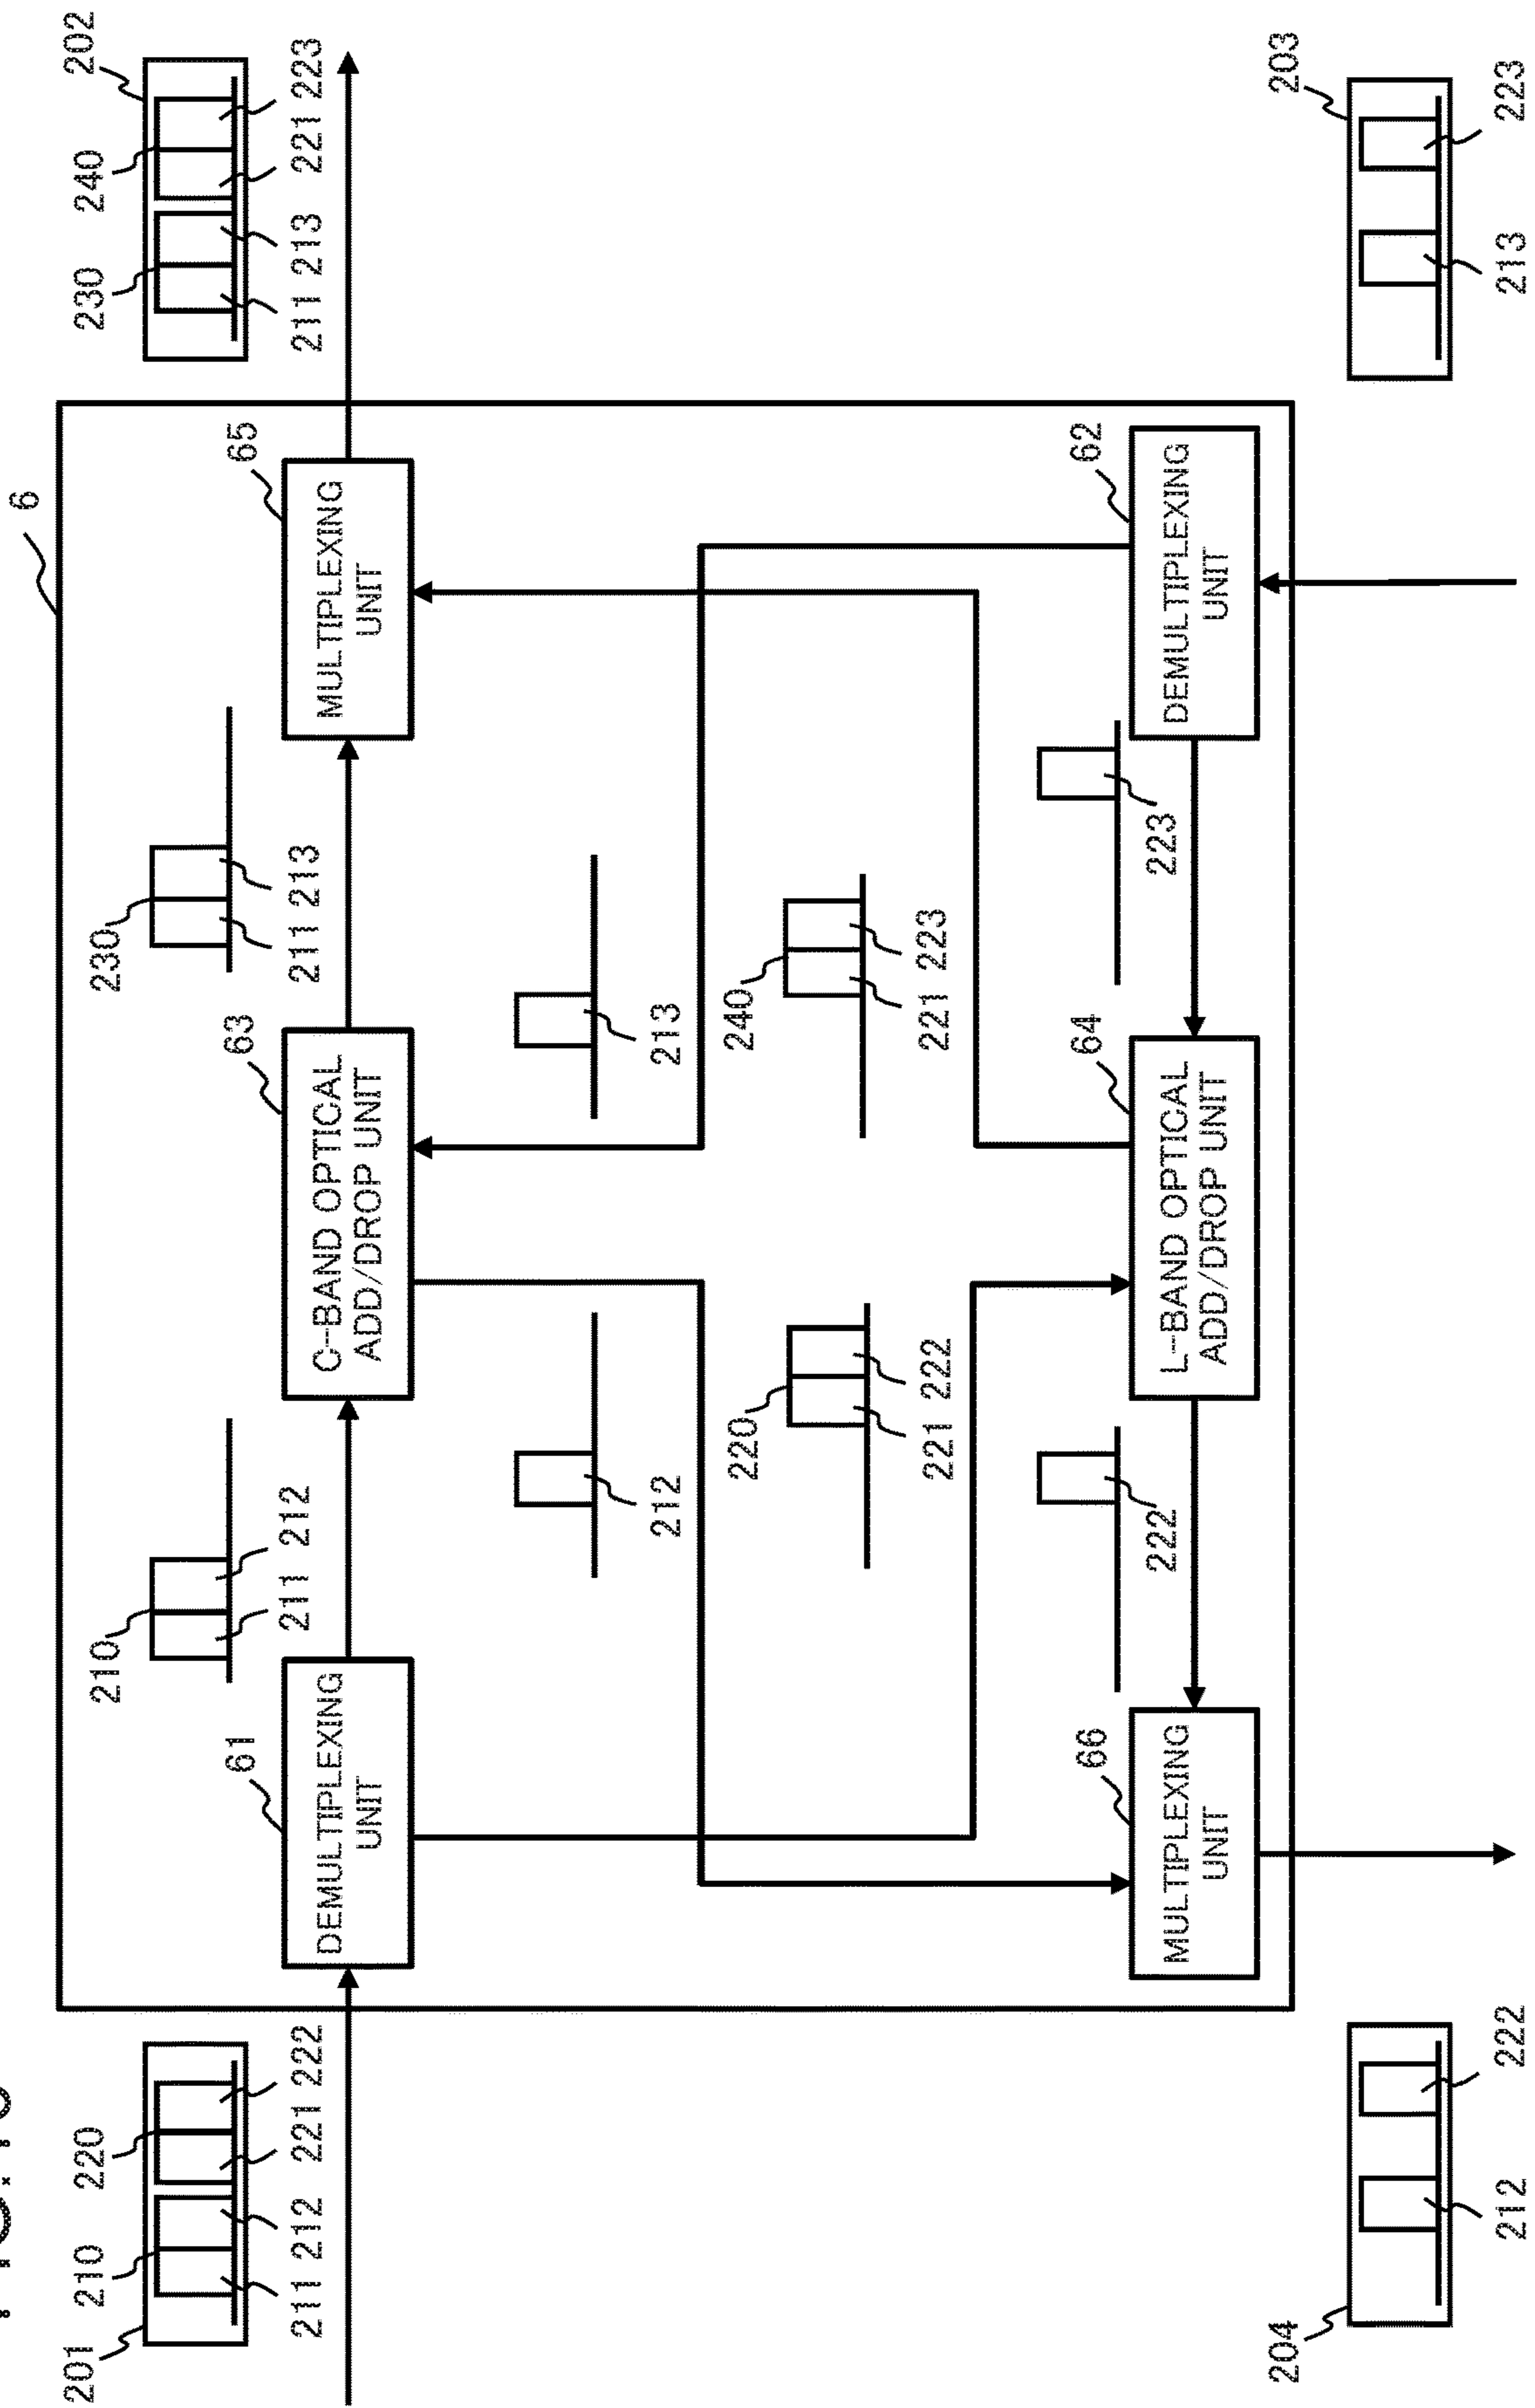 6
201
210
220
211 212 221 222
202
230
240
211 213 221 223
210
211 212
230
211 213
61
DEMULTIPLEXING
UNIT
63
C-BAND OPTICAL
ADD/DROP UNIT
65
MULTIPLEXING
UNIT
212
213
220
221 222
240
221 223
222
223
66
MULTIPLEXING
UNIT
64
L-BAND OPTICAL
ADD/DROP UNIT
62
DEMULTIPLEXING
UNIT
204
212 222
203
213 223